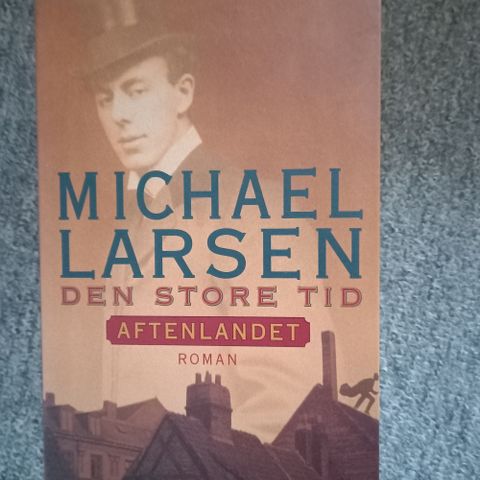 MICHAEL
LARSEN
DEN STORE TID
AFTENLANDET
ROMAN